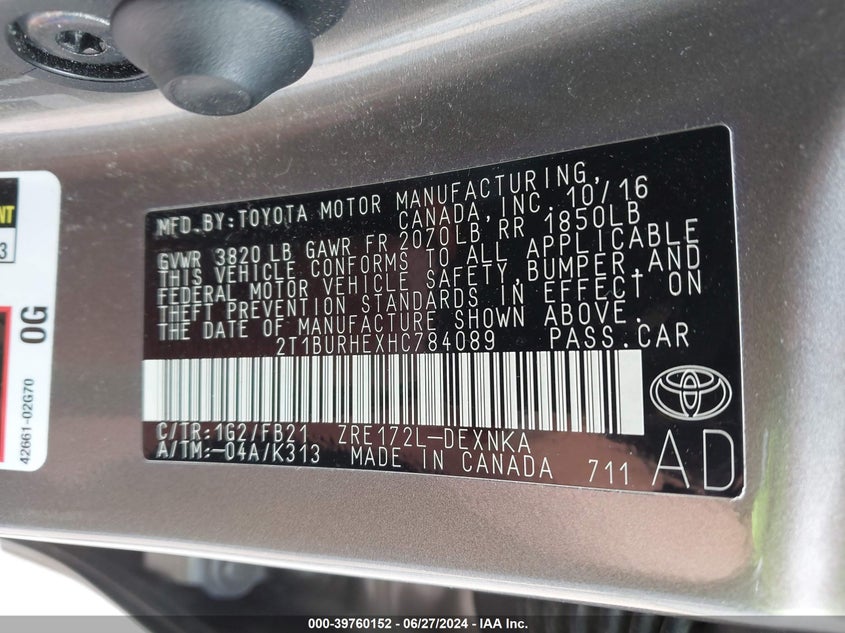 MFD.BY:TOYOTA MOTOR MANUFACTURING,
CANADA, INC. 10/16
GVWR 3820 LB GAWR FR 2070LB RR 1850LB
THIS VEHICLE CONFORMS TO ALL APPLICABLE
FEDERAL MOTOR VEHICLE SAFETY,BUMPER,AND
THEFT PREVENTION STANDARDS IN EFFECT ON
THE DATE OF MANUFACTURE SHOWN ABOVE.
2T1BURHEXHC784089 PASS.CAR
C/TR:1G2/FB21 ZRE172L-DEXNKA
A/TM:-04A/K313 MADE IN CANADA 711
AD
3
0G
42661-02G70
000-39760152 - 06/27/2024 - IAA Inc.